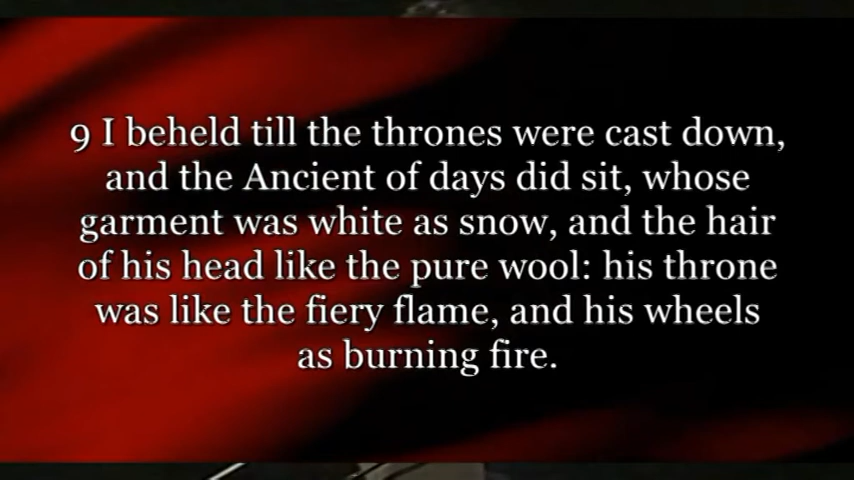 9 I beheld till the thrones were cast down,
and the Ancient of days did sit, whose
garment was white as snow, and the hair
of his head like the pure wool: his throne
was like the fiery flame, and his wheels
as burning fire.